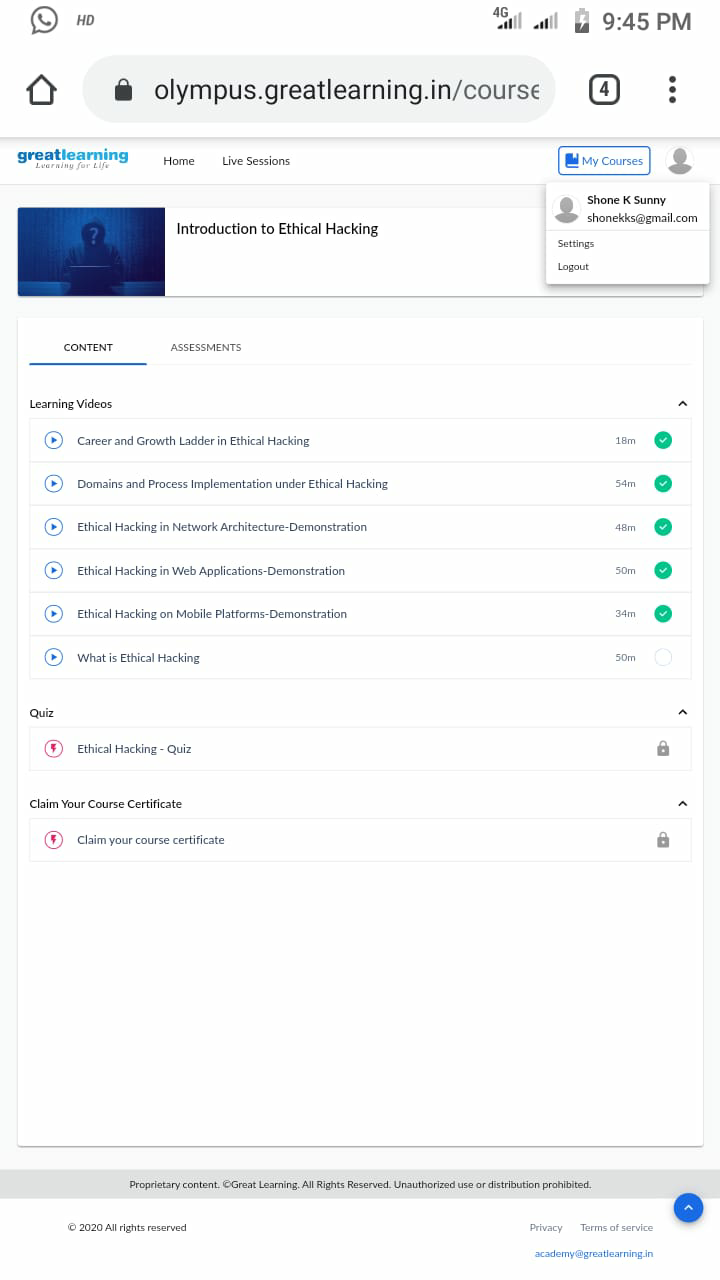 HD
4G
9:45 PM
olympus.greatlearning.in/course
4
greatlearning
Learning for Life
Home
Live Sessions
My Courses
Shone K Sunny
shonekks@gmail.com
Settings
Logout
?
Introduction to Ethical Hacking
CONTENT
ASSESSMENTS
Learning Videos
Career and Growth Ladder in Ethical Hacking 18m
Domains and Process Implementation under Ethical Hacking 54m
Ethical Hacking in Network Architecture-Demonstration 48m
Ethical Hacking in Web Applications-Demonstration 50m
Ethical Hacking on Mobile Platforms-Demonstration 34m
What is Ethical Hacking 50m
Quiz
Ethical Hacking - Quiz
Claim Your Course Certificate
Claim your course certificate
Proprietary content. ©Great Learning. All Rights Reserved. Unauthorized use or distribution prohibited.
© 2020 All rights reserved
Privacy Terms of service
academy@greatlearning.in